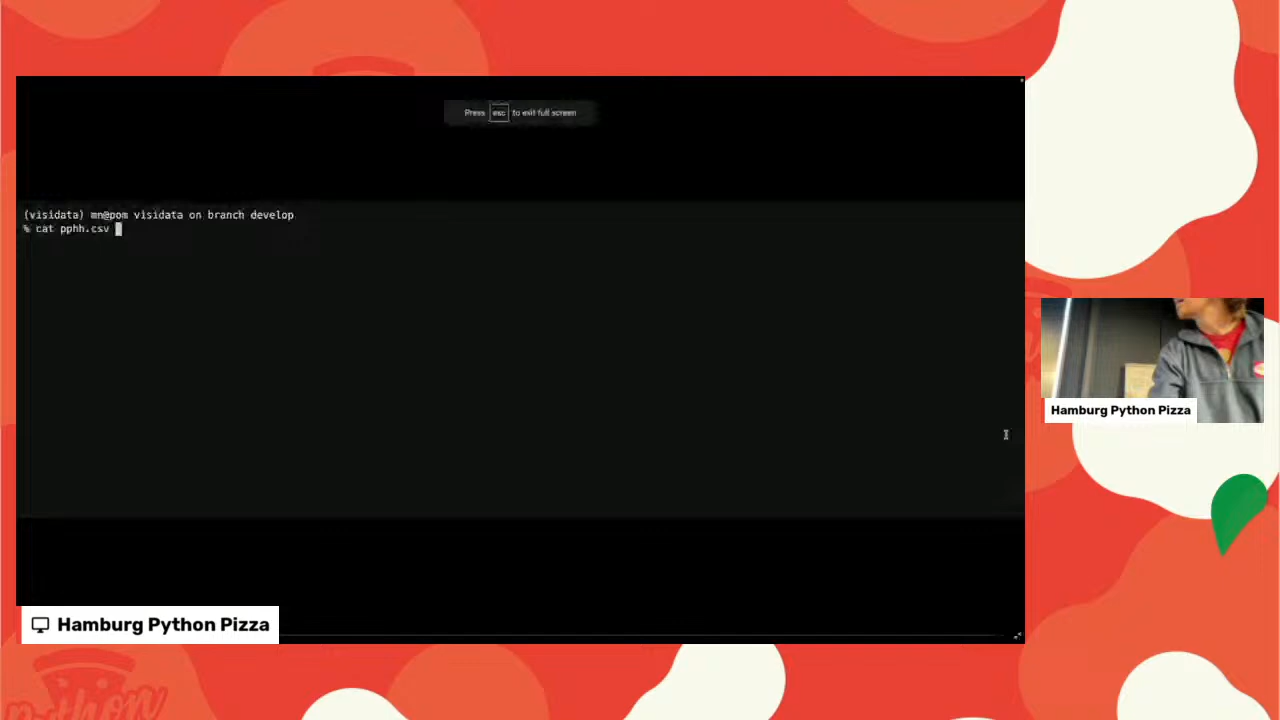 Press esc to exit full screen
(visidata) mn@pom visidata on branch develop
% cat pphh.csv
Hamburg Python Pizza
Hamburg Python Pizza
Python